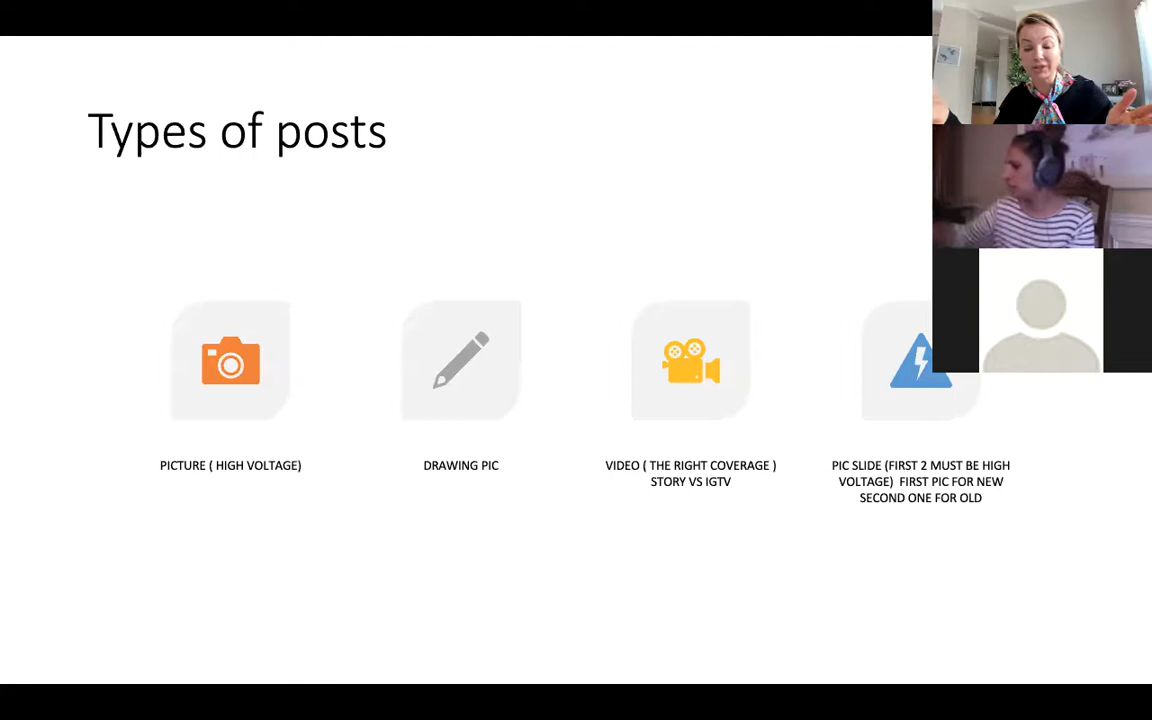 Types of posts
PICTURE ( HIGH VOLTAGE)
DRAWING PIC
VIDEO ( THE RIGHT COVERAGE )
STORY VS IGTV
PIC SLIDE (FIRST 2 MUST BE HIGH
VOLTAGE)  FIRST PIC FOR NEW
SECOND ONE FOR OLD